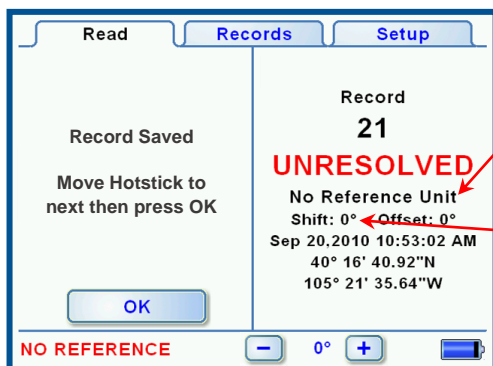 Read
Records
Setup
Record Saved
Move Hotstick to
next then press OK
OK
Record
21
UNRESOLVED
No Reference Unit
Shift: 0° Offset: 0°
Sep 20,2010 10:53:02 AM
40° 16' 40.92"N
105° 21' 35.64"W
NO REFERENCE
− 0° +